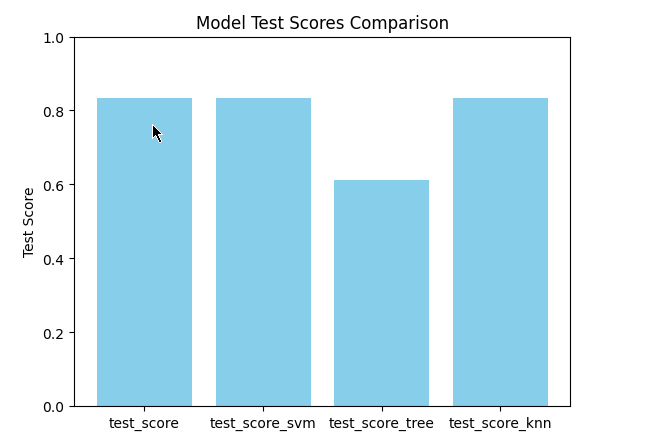 Model Test Scores Comparison
1.0
0.8
0.6
0.4
0.2
0.0
Test Score
test_score
test_score_svm
test_score_tree
test_score_knn